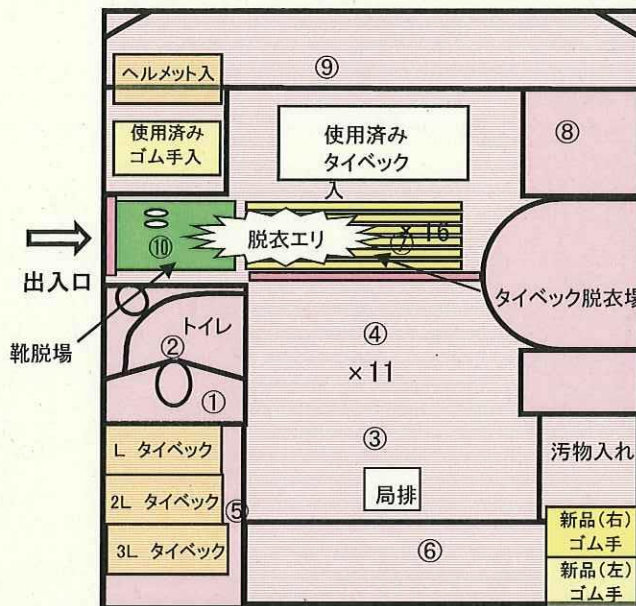 ⑨
ヘルメット入
使用済み
ゴム手入
使用済み
タイベック
入
⑧
出入口
⑩
脱衣エリ
⑦
×16
靴脱場
タイベック脱衣場
トイレ
②
①
④
×11
③
局排
L タイベック
2L タイベック
3L タイベック
⑤
⑥
汚物入れ
新品(右)
ゴム手
新品(左)
ゴム手